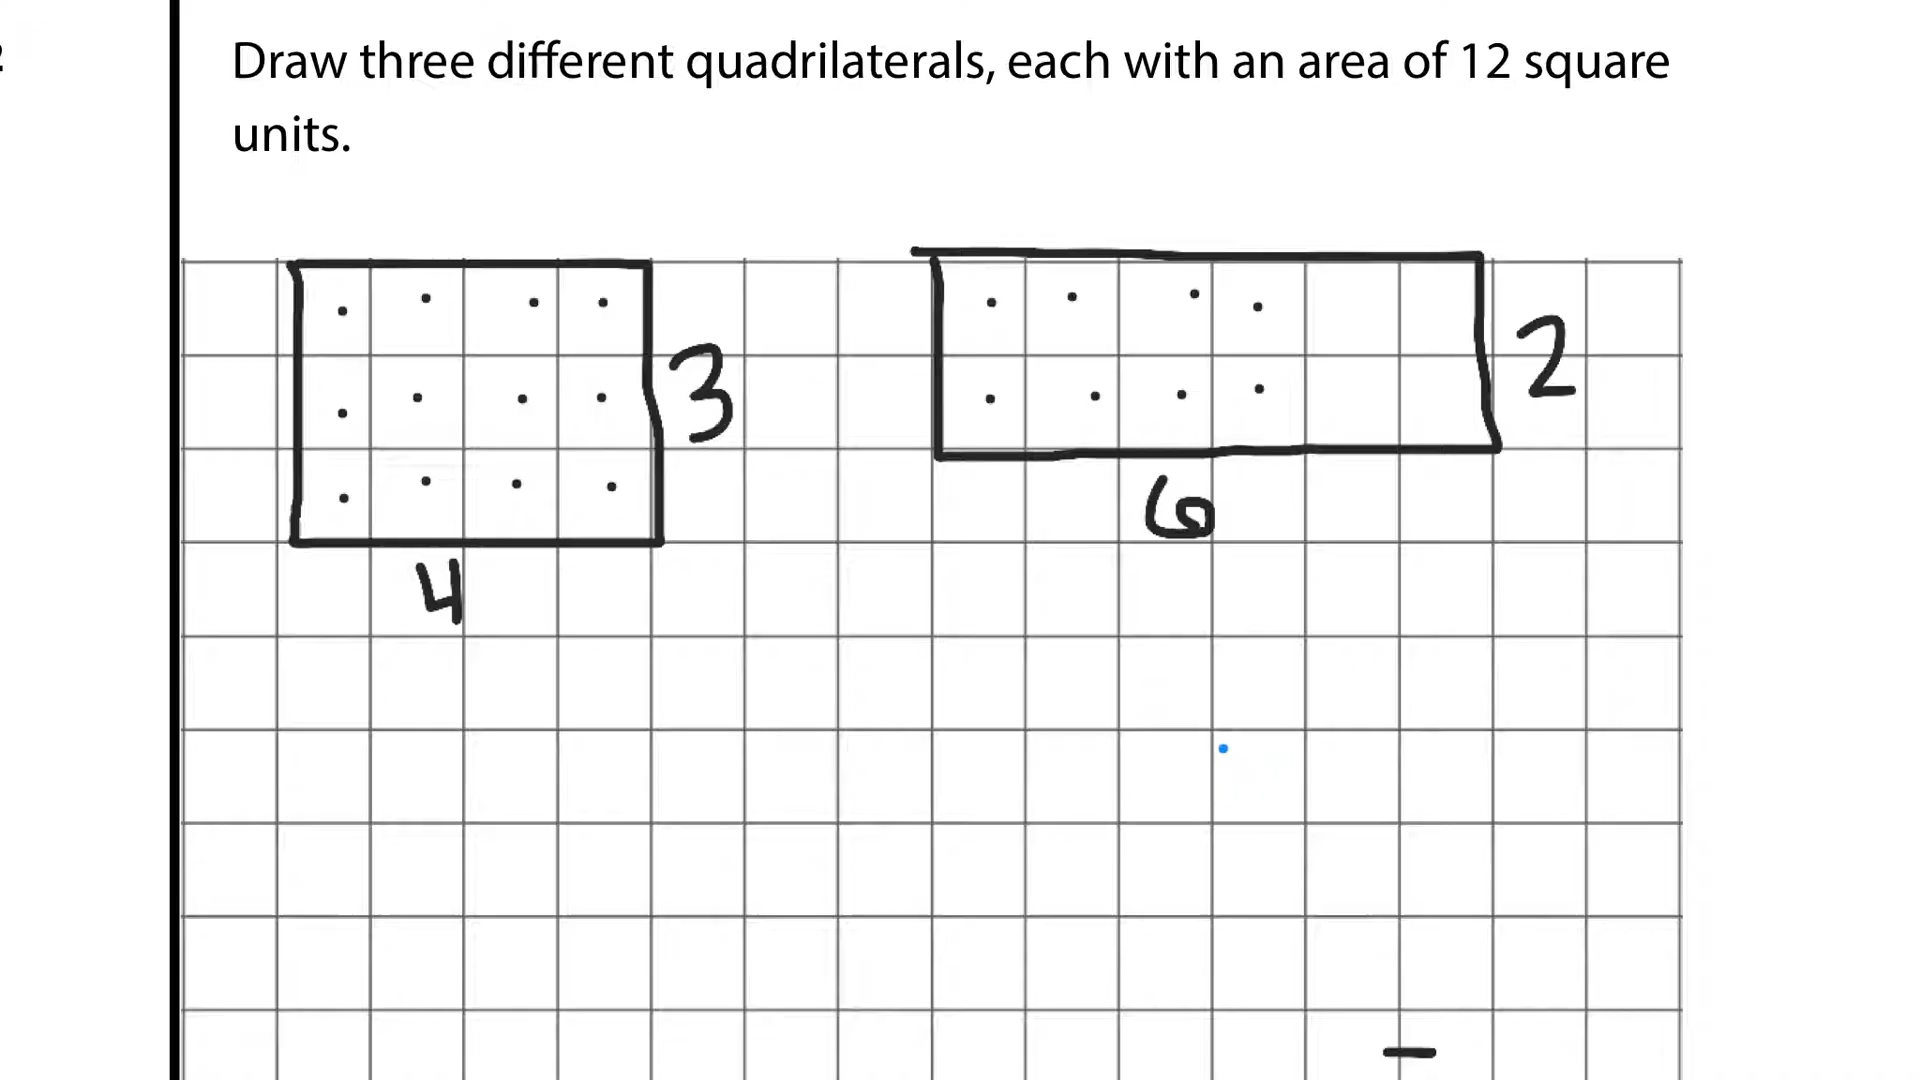 Draw three different quadrilaterals, each with an area of 12 square
units.
3
2
6
4